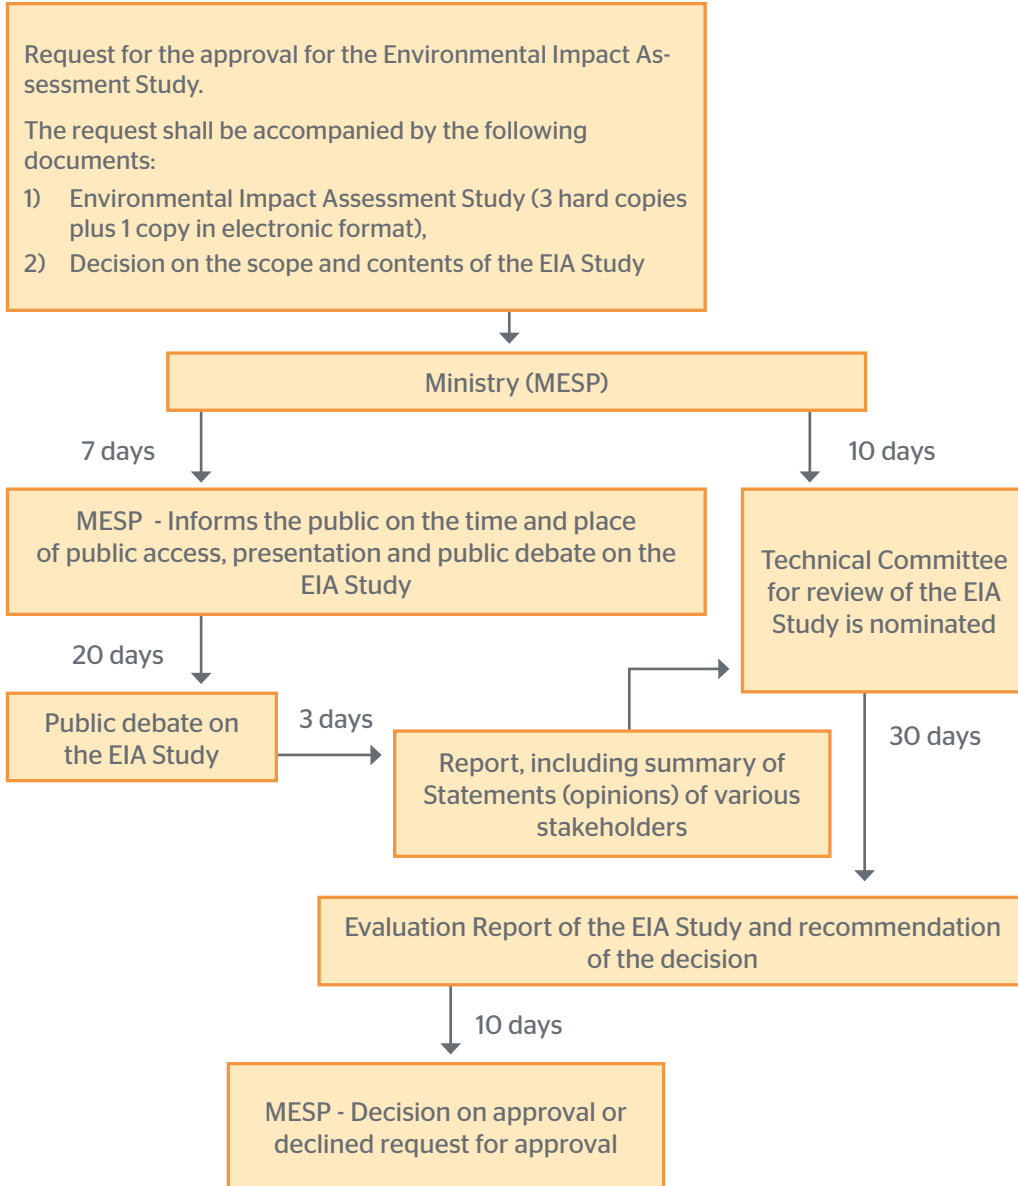 Request for the approval for the Environmental Impact As-
sessment Study.
The request shall be accompanied by the following
documents:
1) Environmental Impact Assessment Study (3 hard copies
plus 1 copy in electronic format),
2) Decision on the scope and contents of the EIA Study
Ministry (MESP)
7 days
10 days
MESP - Informs the public on the time and place
of public access, presentation and public debate on the
EIA Study
Technical Committee
for review of the EIA
Study is nominated
20 days
Public debate on
the EIA Study
3 days
Report, including summary of
Statements (opinions) of various
stakeholders
30 days
Evaluation Report of the EIA Study and recommendation
of the decision
10 days
MESP - Decision on approval or
declined request for approval